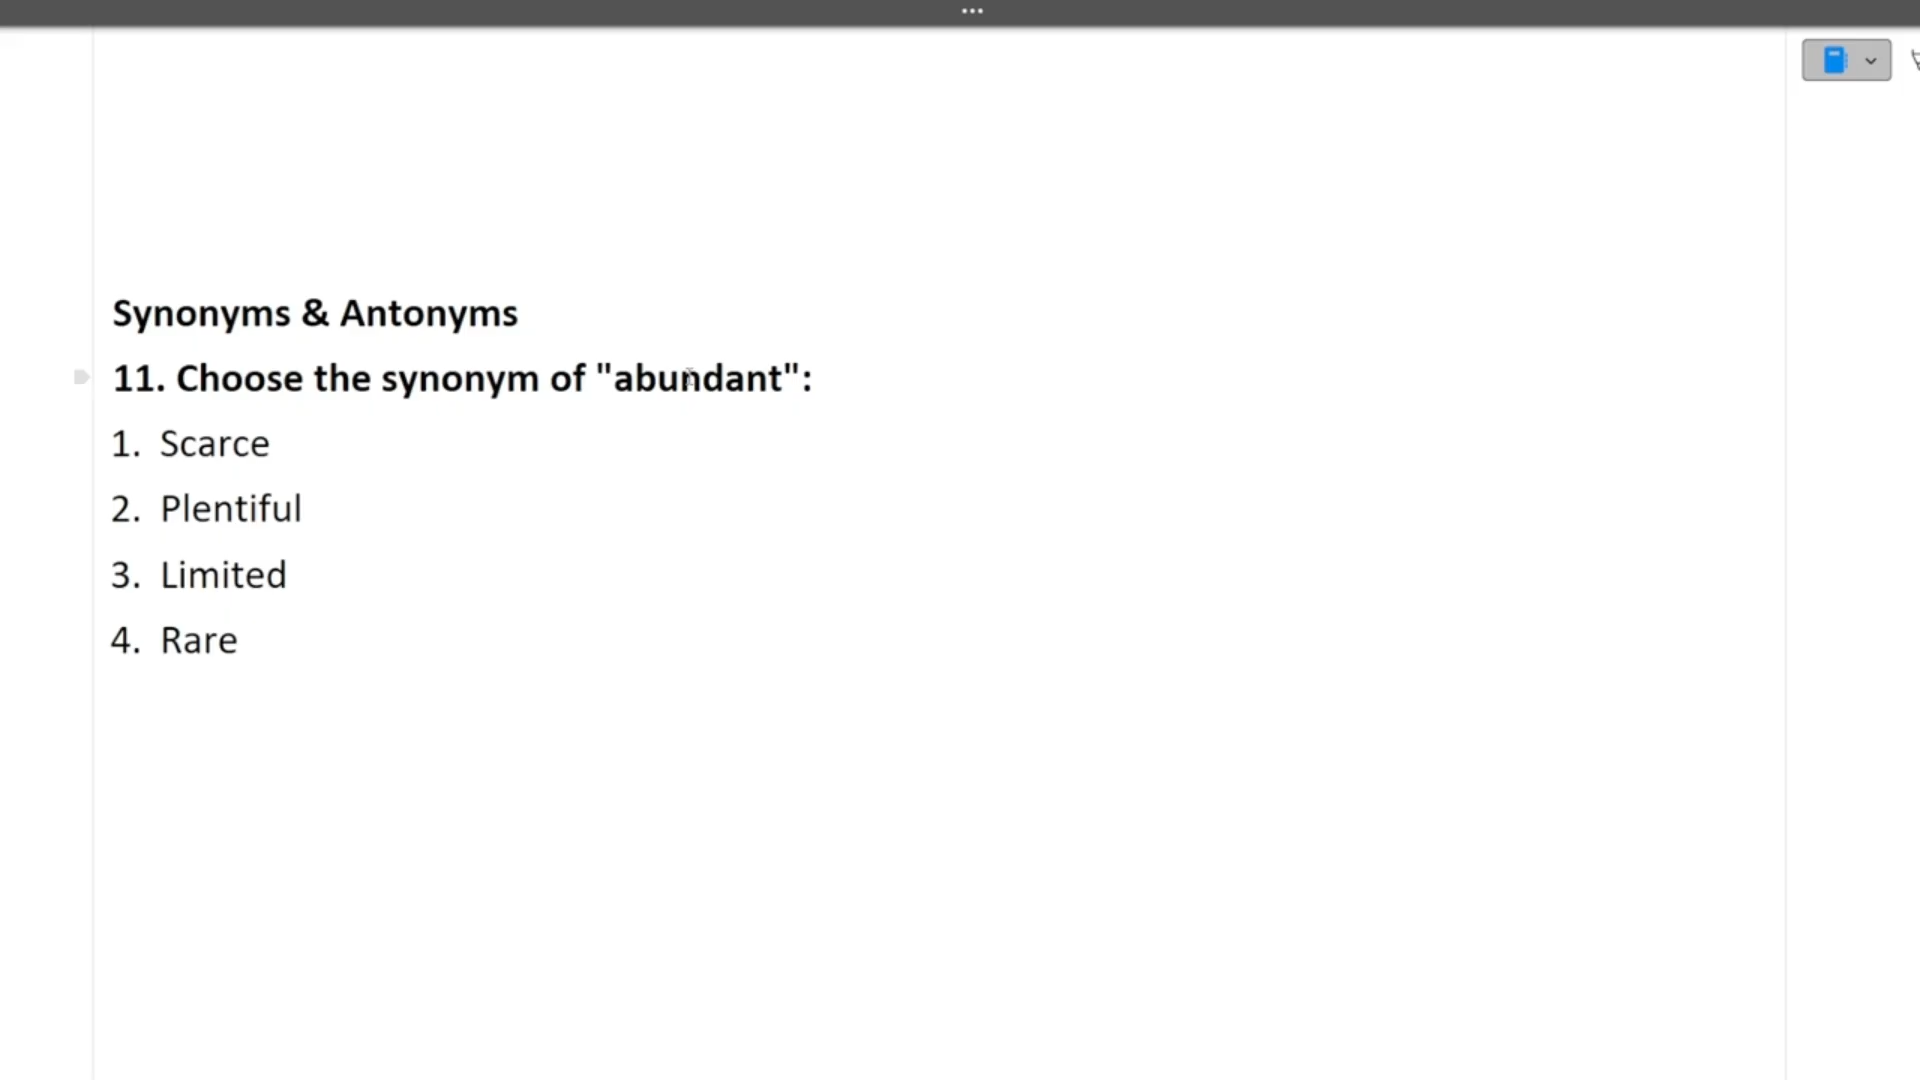 Synonyms & Antonyms
11. Choose the synonym of "abundant":
1. Scarce
2. Plentiful
3. Limited
4. Rare